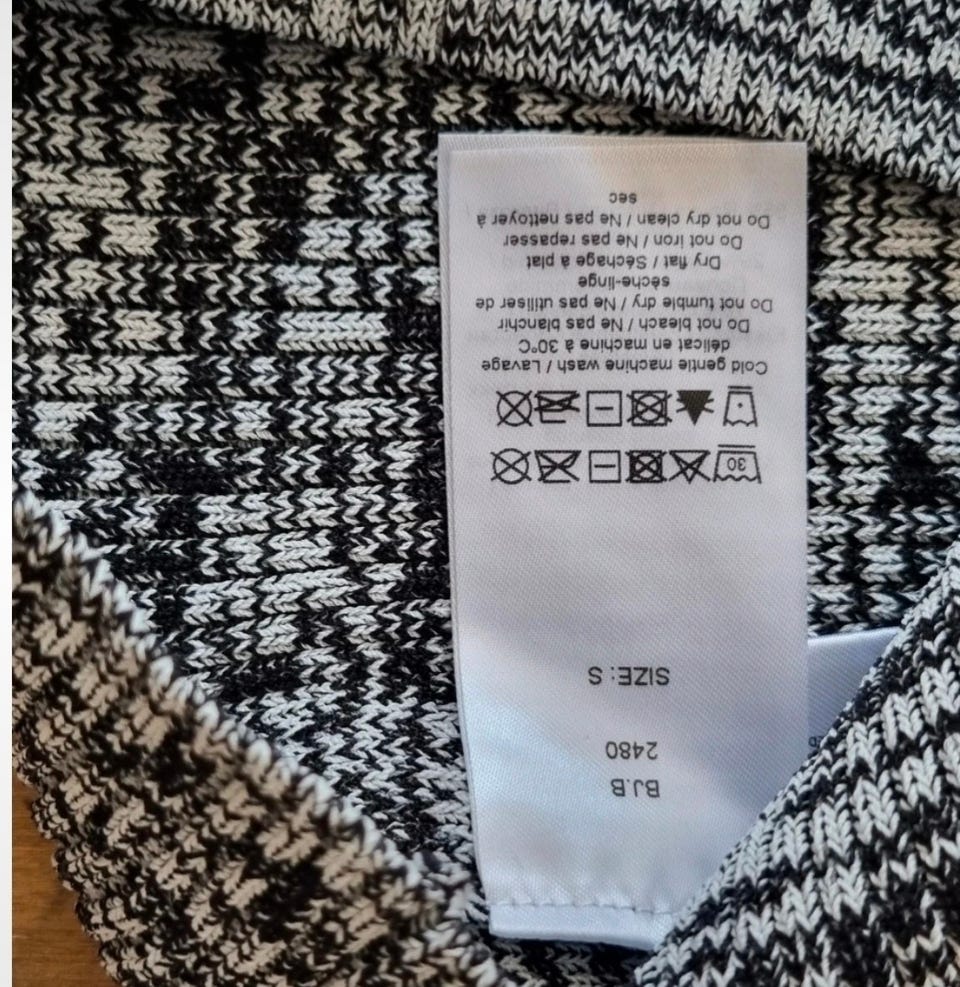 BJ.B
2480
SIZE: S
30
Cold gentle machine wash / Lavage
délicat en machine à 30°C
Do not bleach / Ne pas blanchir
Do not tumble dry / Ne pas utiliser de
sèche-linge
Dry flat / Séchage à plat
Do not iron / Ne pas repasser
Do not dry clean / Ne pas nettoyer à
sec